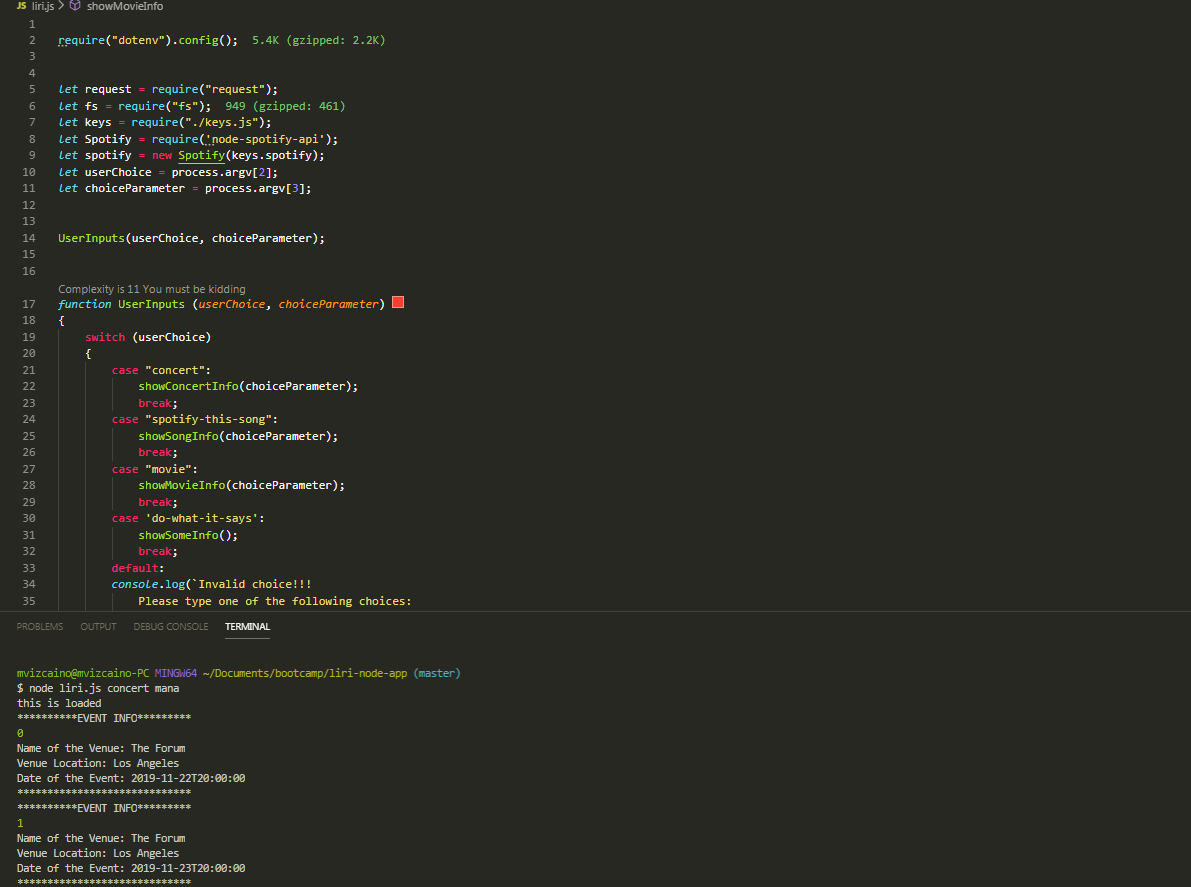 JS liri.js > showMovieInfo
1
2 require("dotenv").config(); 5.4K (gzipped: 2.2K)
3
4
5 let request = require("request");
6 let fs = require("fs"); 949 (gzipped: 461)
7 let keys = require("./keys.js");
8 let Spotify = require('node-spotify-api');
9 let spotify = new Spotify(keys.spotify);
10 let userChoice = process.argv[2];
11 let choiceParameter = process.argv[3];
12
13
14 UserInputs(userChoice, choiceParameter);
15
16
Complexity is 11 You must be kidding
17 function UserInputs (userChoice, choiceParameter)
18 {
19 switch (userChoice)
20 {
21 case "concert":
22 showConcertInfo(choiceParameter);
23 break;
24 case "spotify-this-song":
25 showSongInfo(choiceParameter);
26 break;
27 case "movie":
28 showMovieInfo(choiceParameter);
29 break;
30 case 'do-what-it-says':
31 showSomeInfo();
32 break;
33 default:
34 console.log(`Invalid choice!!!
35 Please type one of the following choices:
PROBLEMS OUTPUT DEBUG CONSOLE TERMINAL
mvizcaino@mvizcaino-PC MINGW64 ~/Documents/bootcamp/liri-node-app (master)
$ node liri.js concert mana
this is loaded
**********EVENT INFO*********
0
Name of the Venue: The Forum
Venue Location: Los Angeles
Date of the Event: 2019-11-22T20:00:00
*****************************
**********EVENT INFO*********
1
Name of the Venue: The Forum
Venue Location: Los Angeles
Date of the Event: 2019-11-23T20:00:00
*****************************